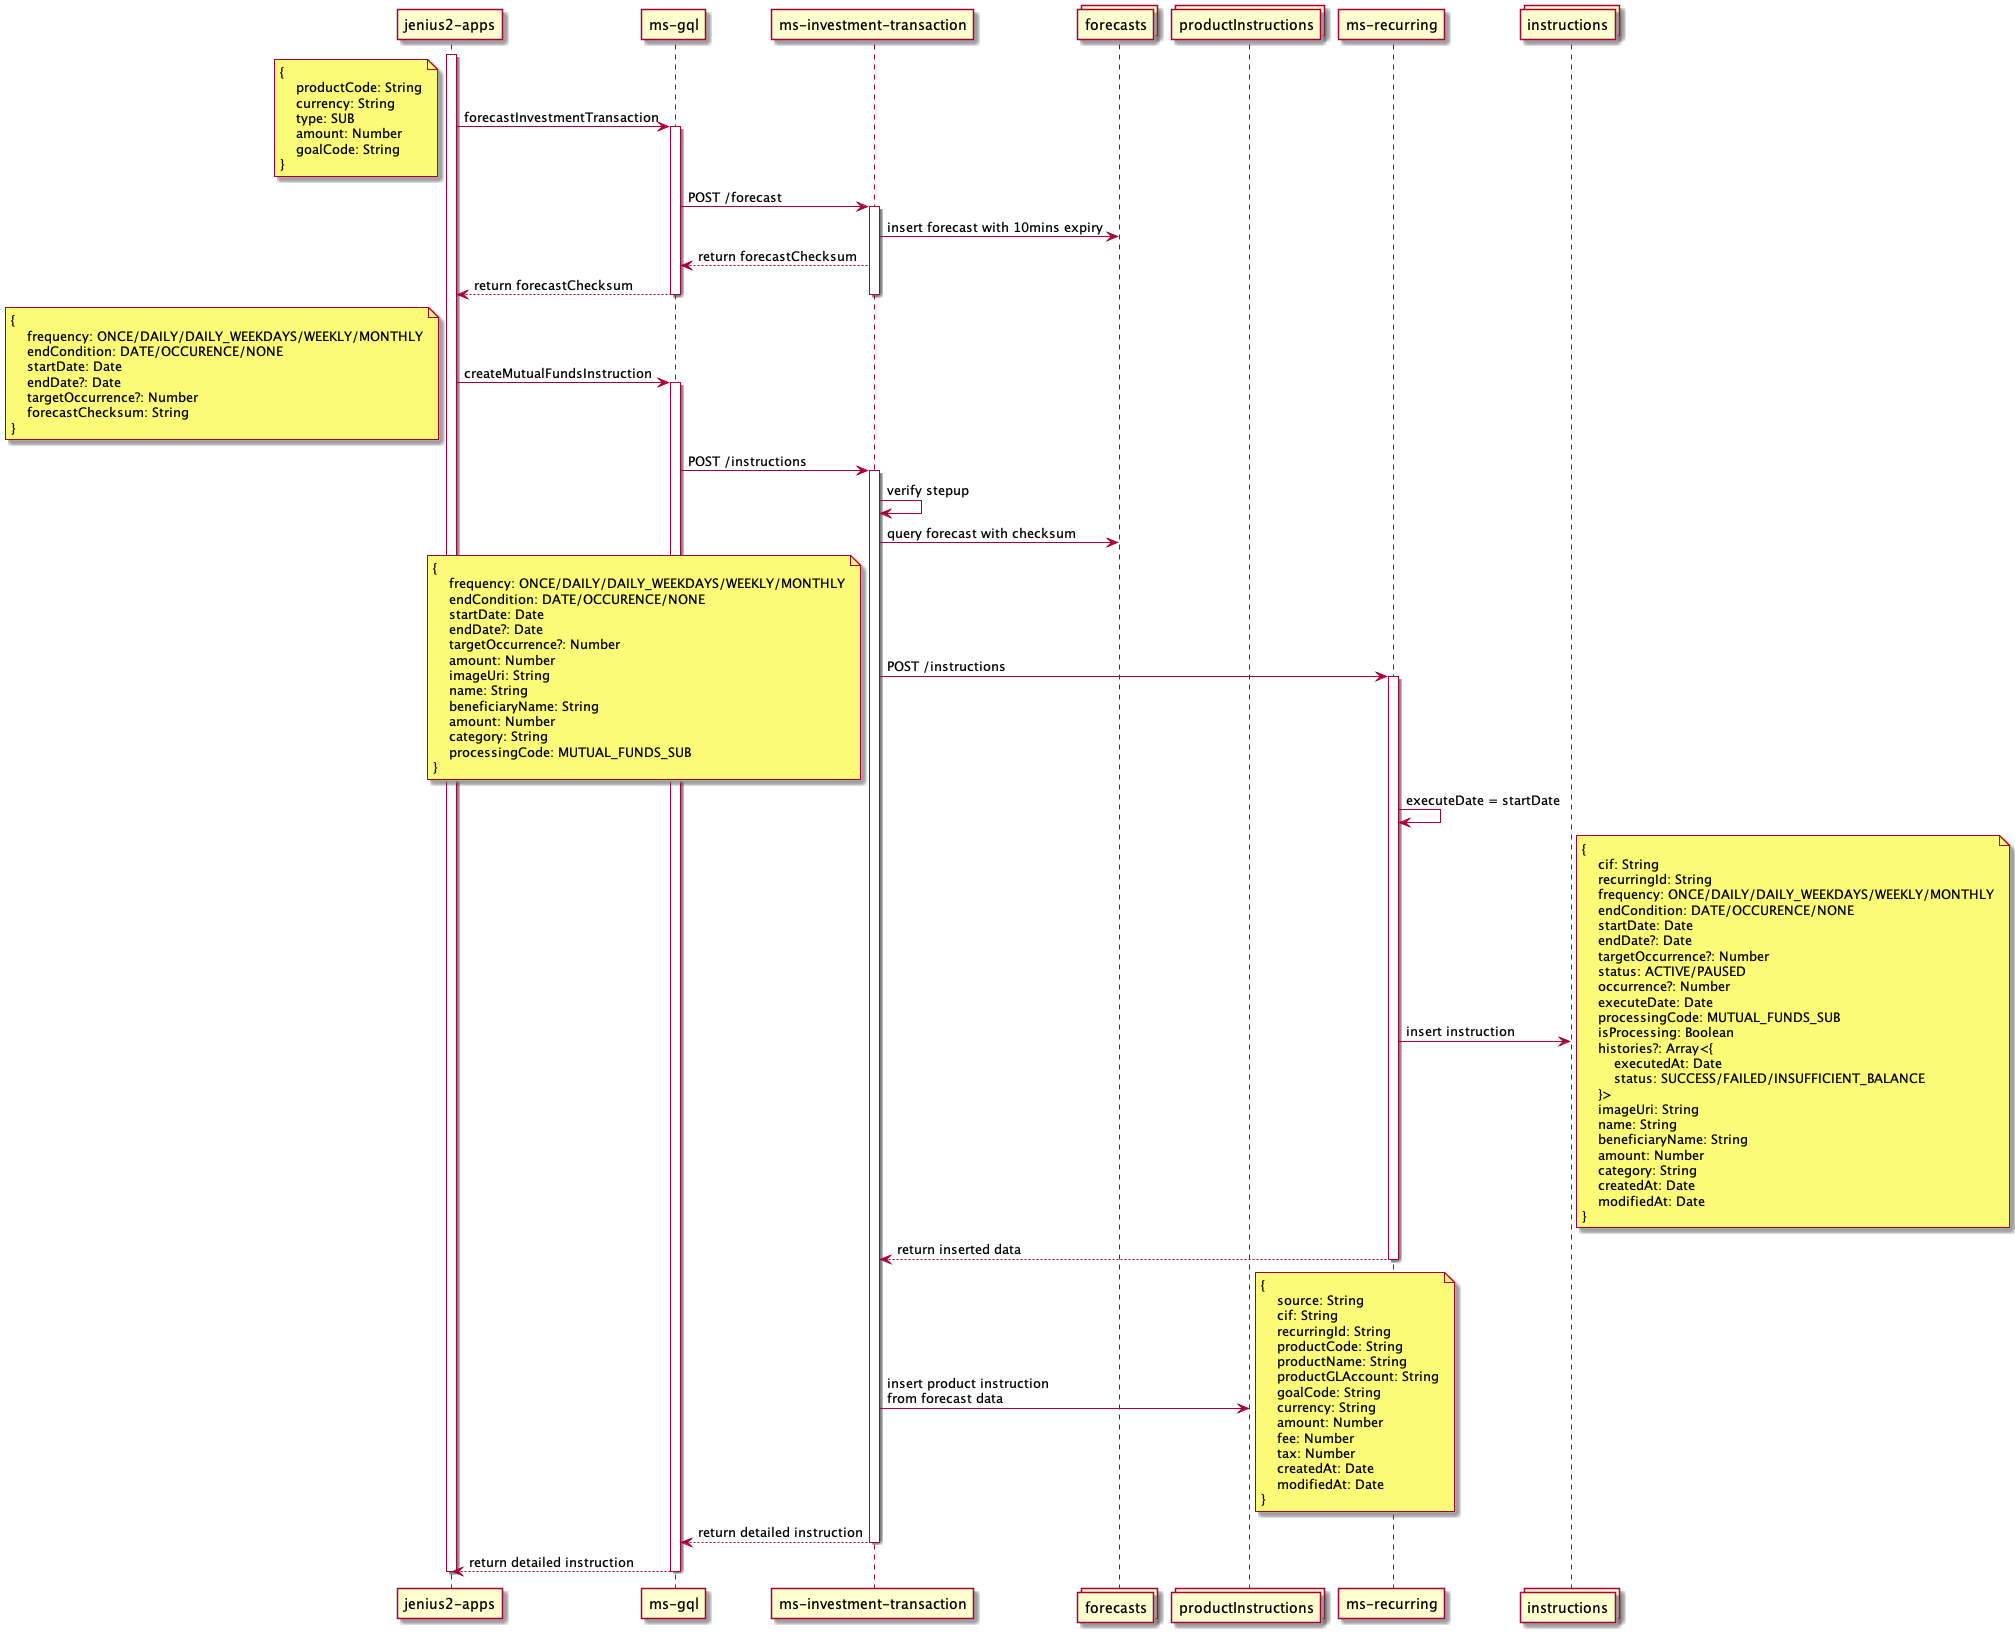 jenius2-apps
ms-gql
ms-investment-transaction
forecasts
productInstructions
ms-recurring
instructions
{
productCode: String
currency: String
type: SUB
amount: Number
goalCode: String
}
forecastInvestmentTransaction
POST /forecast
insert forecast with 10mins expiry
return forecastChecksum
return forecastChecksum
{
frequency: ONCE/DAILY/DAILY_WEEKDAYS/WEEKLY/MONTHLY
endCondition: DATE/OCCURENCE/NONE
startDate: Date
endDate?: Date
targetOccurrence?: Number
forecastChecksum: String
}
createMutualFundsInstruction
POST /instructions
verify stepup
query forecast with checksum
{
frequency: ONCE/DAILY/DAILY_WEEKDAYS/WEEKLY/MONTHLY
endCondition: DATE/OCCURENCE/NONE
startDate: Date
endDate?: Date
targetOccurrence?: Number
amount: Number
imageUri: String
name: String
beneficiaryName: String
amount: Number
category: String
processingCode: MUTUAL_FUNDS_SUB
}
POST /instructions
executeDate = startDate
{
cif: String
recurringId: String
frequency: ONCE/DAILY/DAILY_WEEKDAYS/WEEKLY/MONTHLY
endCondition: DATE/OCCURENCE/NONE
startDate: Date
endDate?: Date
targetOccurrence?: Number
status: ACTIVE/PAUSED
occurrence?: Number
executeDate: Date
processingCode: MUTUAL_FUNDS_SUB
isProcessing: Boolean
histories?: Array<{
executedAt: Date
status: SUCCESS/FAILED/INSUFFICIENT_BALANCE
}>
imageUri: String
name: String
beneficiaryName: String
amount: Number
category: String
createdAt: Date
modifiedAt: Date
}
insert instruction
return inserted data
{
source: String
cif: String
recurringId: String
productCode: String
productName: String
productGLAccount: String
goalCode: String
currency: String
amount: Number
fee: Number
tax: Number
createdAt: Date
modifiedAt: Date
}
insert product instruction
from forecast data
return detailed instruction
return detailed instruction
jenius2-apps
ms-gql
ms-investment-transaction
forecasts
productInstructions
ms-recurring
instructions